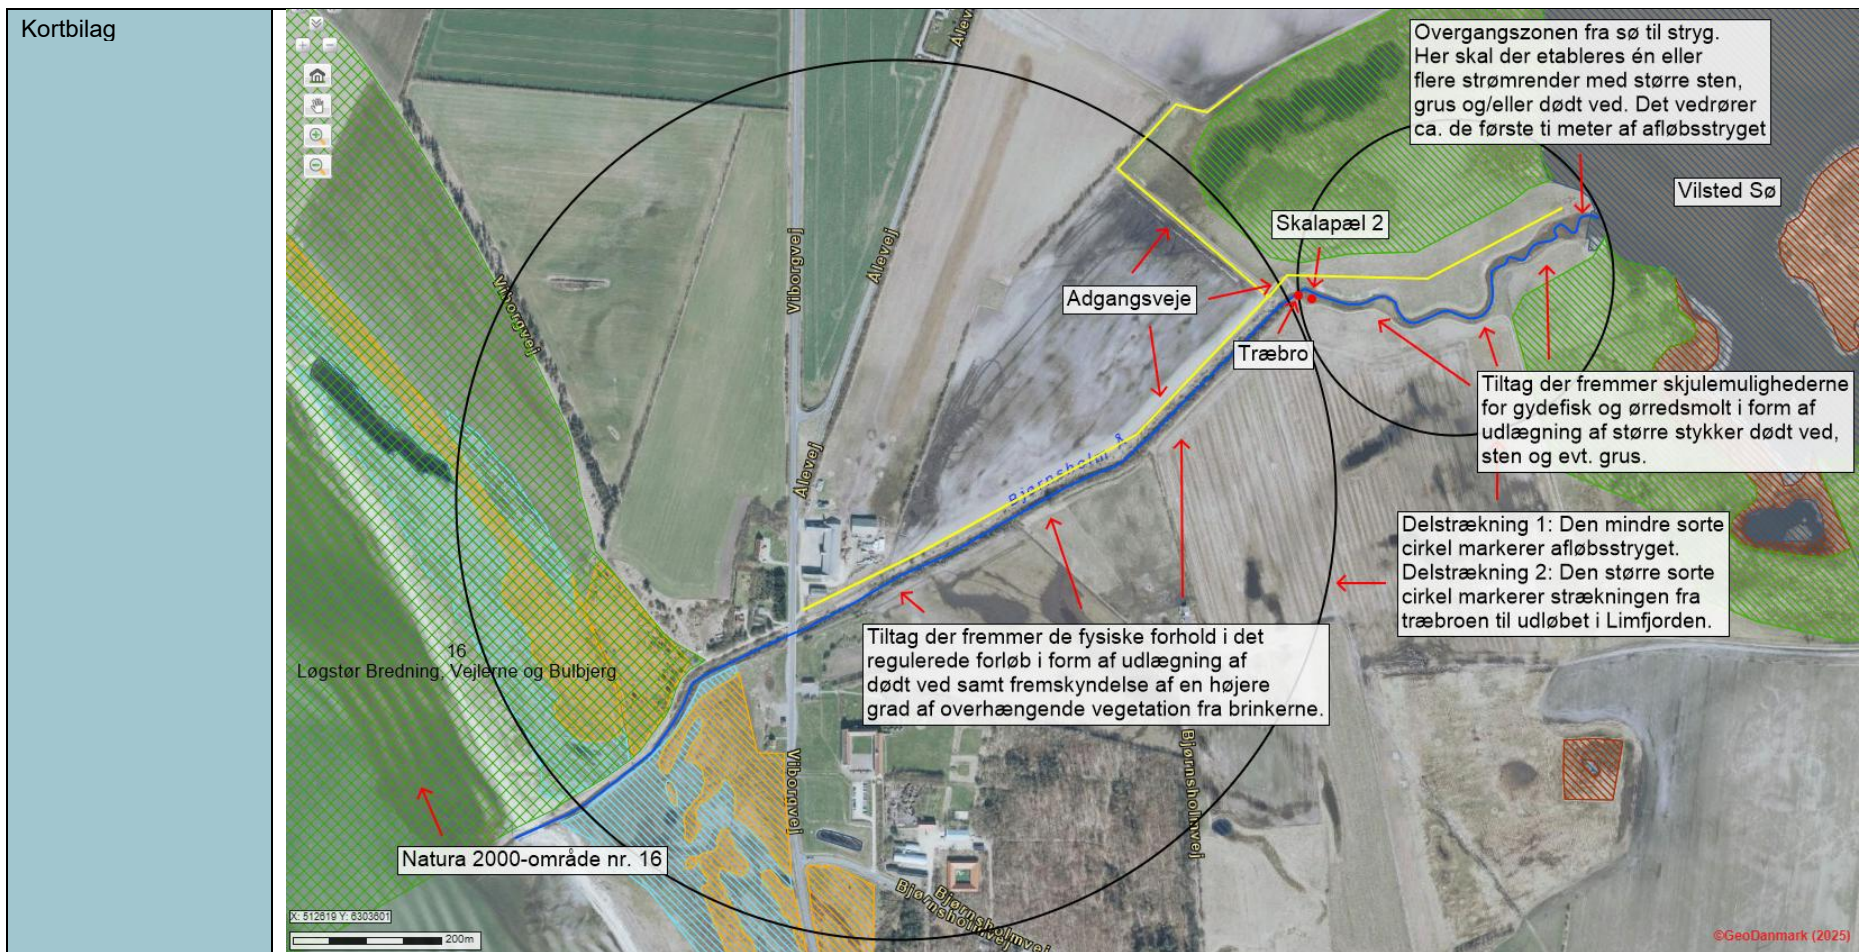 Kortbilag
Overgangszonen fra sø til stryg.
Her skal der etableres én eller
flere strømrender med større sten,
grus og/eller dødt ved. Det vedrører
ca. de første ti meter af afløbsstryget
Vilsted Sø
Skalapæl 2
Adgangsveje
Træbro
Tiltag der fremmer skjulemulighederne
for gydefisk og ørredsmolt i form af
udlægning af større stykker dødt ved,
sten og evt. grus.
Delstrækning 1: Den mindre sorte
cirkel markerer afløbsstryget.
Delstrækning 2: Den større sorte
cirkel markerer strækningen fra
træbroen til udløbet i Limfjorden.
Tiltag der fremmer de fysiske forhold i det
regulerede forløb i form af udlægning af
dødt ved samt fremskyndelse af en højere
grad af overhængende vegetation fra brinkerne.
16
Løgstør Bredning, Vejlerne og Bulbjerg
Natura 2000-område nr. 16
Ålevej
Ålevej
Ålevej
Viborgvej
Viborgvej
Viborgvej
Bjørnsholm Å
Bjørnsholmvej
Bjørnsholmvej
Bjørnsholmvej
X: 512619 Y: 6303601
200m
©GeoDanmark (2025)